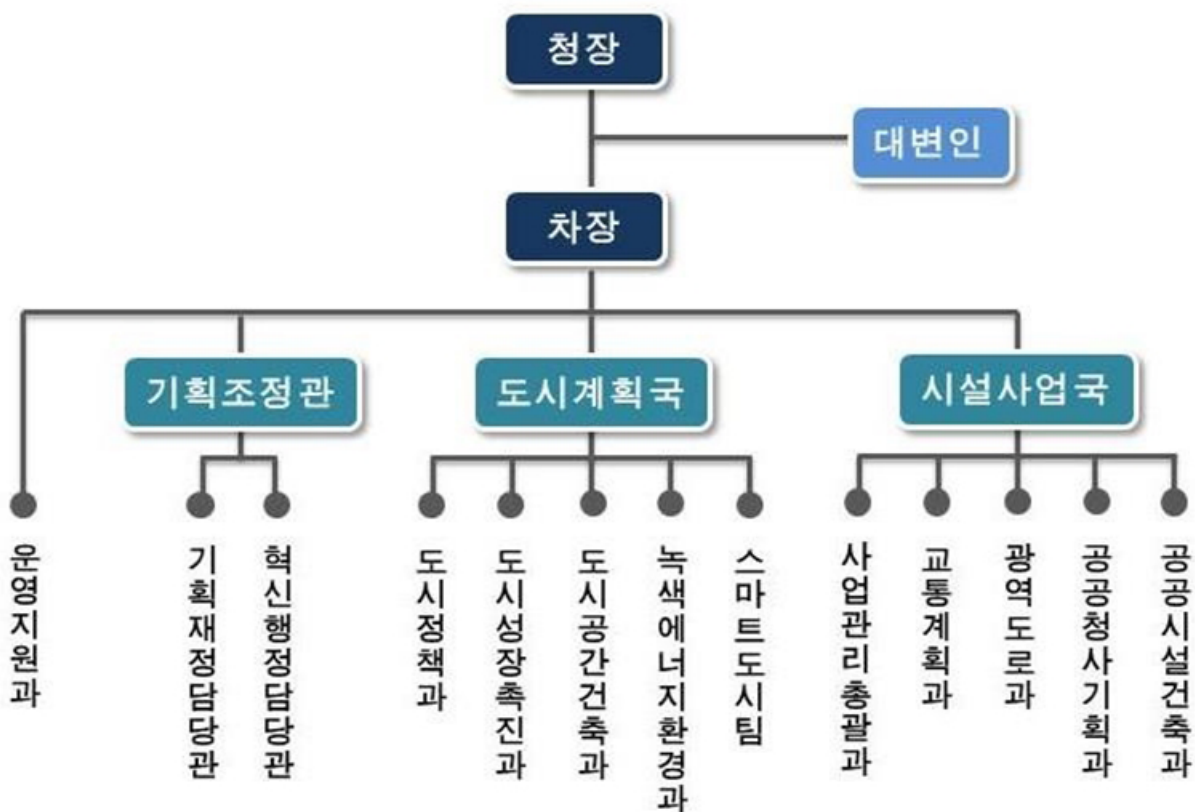 청장
대변인
차장
기획조정관
도시계획국
시설사업국
운영지원과
기획재정담당관
혁신행정담당관
도시정책과
도시성장촉진과
도시공간건축과
녹색에너지환경과
스마트도시팀
사업관리총괄과
교통계획과
광역도로과
공공청사기획과
공공시설건축과